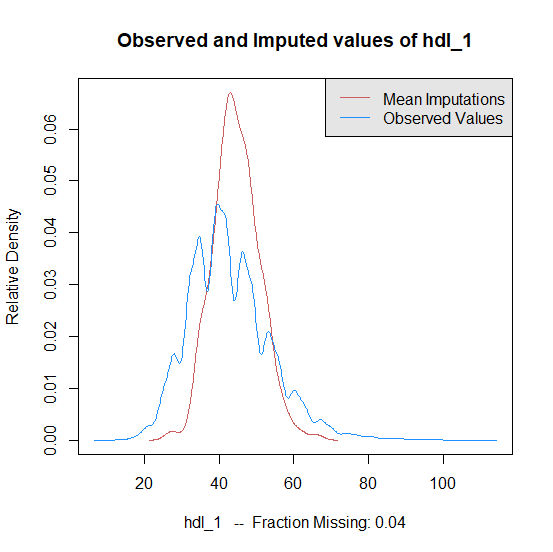 Observed and Imputed values of hdl_1
Mean Imputations
Observed Values
Relative Density
0.06
0.05
0.04
0.03
0.02
0.01
0.00
20 40 60 80 100
hdl_1 -- Fraction Missing: 0.04